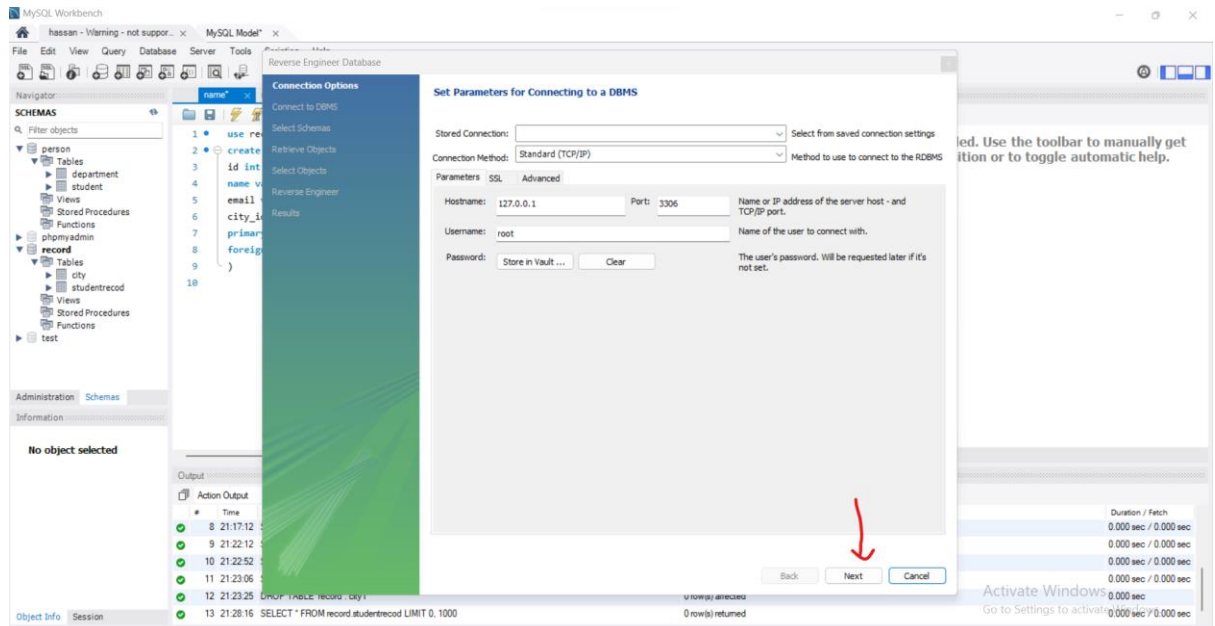 MySQL Workbench
hassan - Warning - not suppor... ×
MySQL Model* ×
File Edit View Query Database Server Tools
Navigator
SCHEMAS
Filter objects
person
Tables
department
student
Views
Stored Procedures
Functions
phpmyadmin
record
Tables
city
studentrecod
Views
Stored Procedures
Functions
test
Administration Schemas
Information
No object selected
Object Info Session
name* ×
1 use re
2 create
3 id int
4 name v
5 email
6 city_i
7 primar
8 foreig
9 )
10
Reverse Engineer Database
Connection Options
Connect to DBMS
Select Schemas
Retrieve Objects
Select Objects
Reverse Engineer
Results
Set Parameters for Connecting to a DBMS
Stored Connection: Select from saved connection settings
Connection Method: Standard (TCP/IP) Method to use to connect to the RDBMS
Parameters SSL Advanced
Hostname: 127.0.0.1 Port: 3306 Name or IP address of the server host - and
TCP/IP port.
Username: root Name of the user to connect with.
Password: Store in Vault ... Clear The user's password. Will be requested later if it's
not set.
Back Next Cancel
led. Use the toolbar to manually get
ition or to toggle automatic help.
Output
Action Output
# Time Duration / Fetch
8 21:17:12 0.000 sec / 0.000 sec
9 21:22:12 0.000 sec / 0.000 sec
10 21:22:52 0.000 sec / 0.000 sec
11 21:23:06 0.000 sec / 0.000 sec
12 21:23:25 DROP TABLE 0 row(s) affected 0.000 sec
13 21:28:16 SELECT * FROM record.studentrecod LIMIT 0, 1000 0 row(s) returned 0.000 sec / 0.000 sec
Activate Windows
Go to Settings to activate Windows.